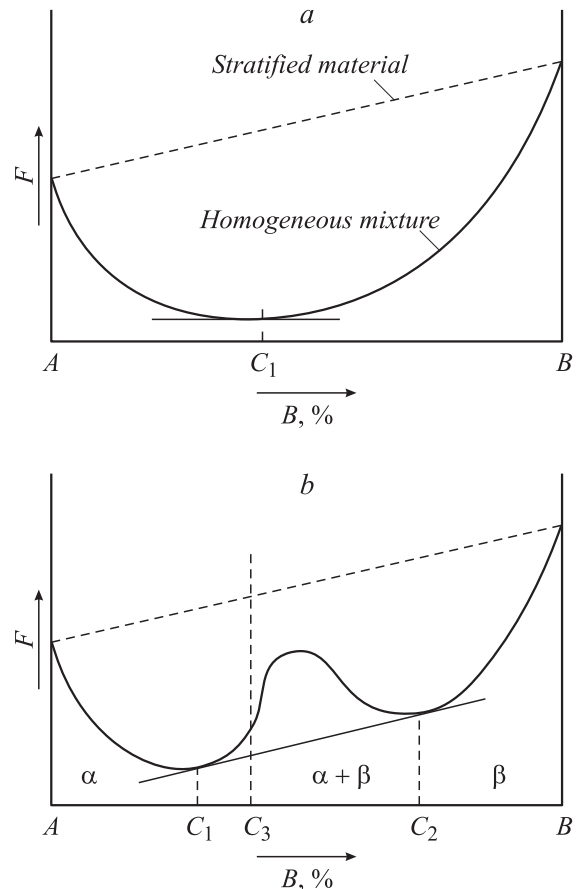 a
Stratified material
F
Homogeneous mixture
A C₁ B
B, %
b
F
α α + β β
A C₁ C₃ C₂ B
B, %